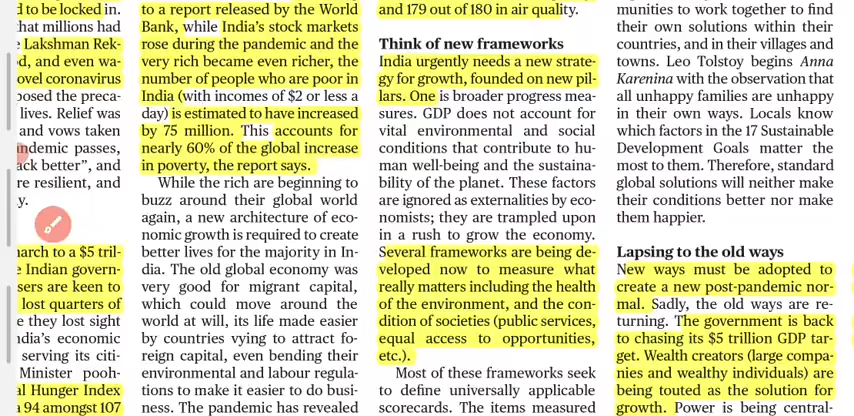 d to be locked in.
hat millions had
e Lakshman Rek-
d, and even wa-
ovel coronavirus
posed the preca-
lives. Relief was
and vows taken
ndemic passes,
ack better”, and
re resilient, and
y.
march to a $5 tril-
e Indian govern-
sers are keen to
lost quarters of
e they lost sight
ndia’s economic
serving its citi-
Minister pooh-
al Hunger Index
a 94 amongst 107
to a report released by the World
Bank, while India’s stock markets
rose during the pandemic and the
very rich became even richer, the
number of people who are poor in
India (with incomes of $2 or less a
day) is estimated to have increased
by 75 million. This accounts for
nearly 60% of the global increase
in poverty, the report says.
While the rich are beginning to
buzz around their global world
again, a new architecture of eco-
nomic growth is required to create
better lives for the majority in In-
dia. The old global economy was
very good for migrant capital,
which could move around the
world at will, its life made easier
by countries vying to attract fo-
reign capital, even bending their
environmental and labour regula-
tions to make it easier to do busi-
ness. The pandemic has revealed
and 179 out of 180 in air quality.
Think of new frameworks
India urgently needs a new strate-
gy for growth, founded on new pil-
lars. One is broader progress mea-
sures. GDP does not account for
vital environmental and social
conditions that contribute to hu-
man well-being and the sustaina-
bility of the planet. These factors
are ignored as externalities by eco-
nomists; they are trampled upon
in a rush to grow the economy.
Several frameworks are being de-
veloped now to measure what
really matters including the health
of the environment, and the con-
dition of societies (public services,
equal access to opportunities,
etc.).
Most of these frameworks seek
to define universally applicable
scorecards. The items measured
munities to work together to find
their own solutions within their
countries, and in their villages and
towns. Leo Tolstoy begins Anna
Karenina with the observation that
all unhappy families are unhappy
in their own ways. Locals know
which factors in the 17 Sustainable
Development Goals matter the
most to them. Therefore, standard
global solutions will neither make
their conditions better nor make
them happier.
Lapsing to the old ways
New ways must be adopted to
create a new post-pandemic nor-
mal. Sadly, the old ways are re-
turning. The government is back
to chasing its $5 trillion GDP tar-
get. Wealth creators (large compa-
nies and wealthy individuals) are
being touted as the solution for
growth. Power is being central-